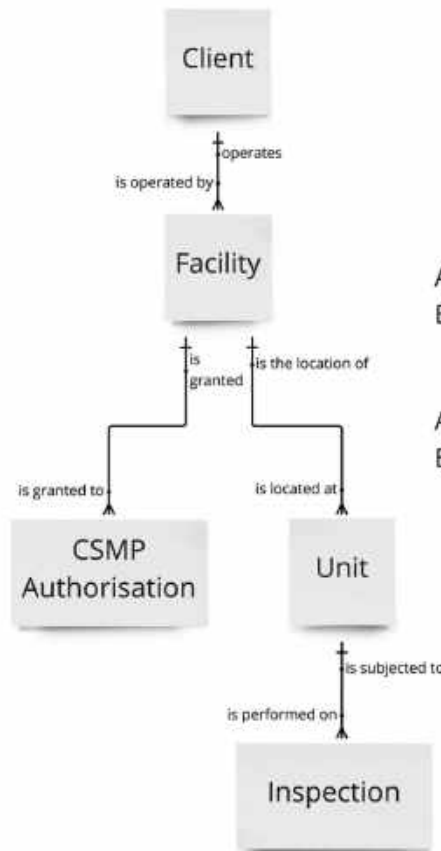 Client
operates
is operated by
Facility
is
granted
is the location of
is granted to
is located at
CSMP
Authorisation
Unit
is subjected to
is performed on
Inspection